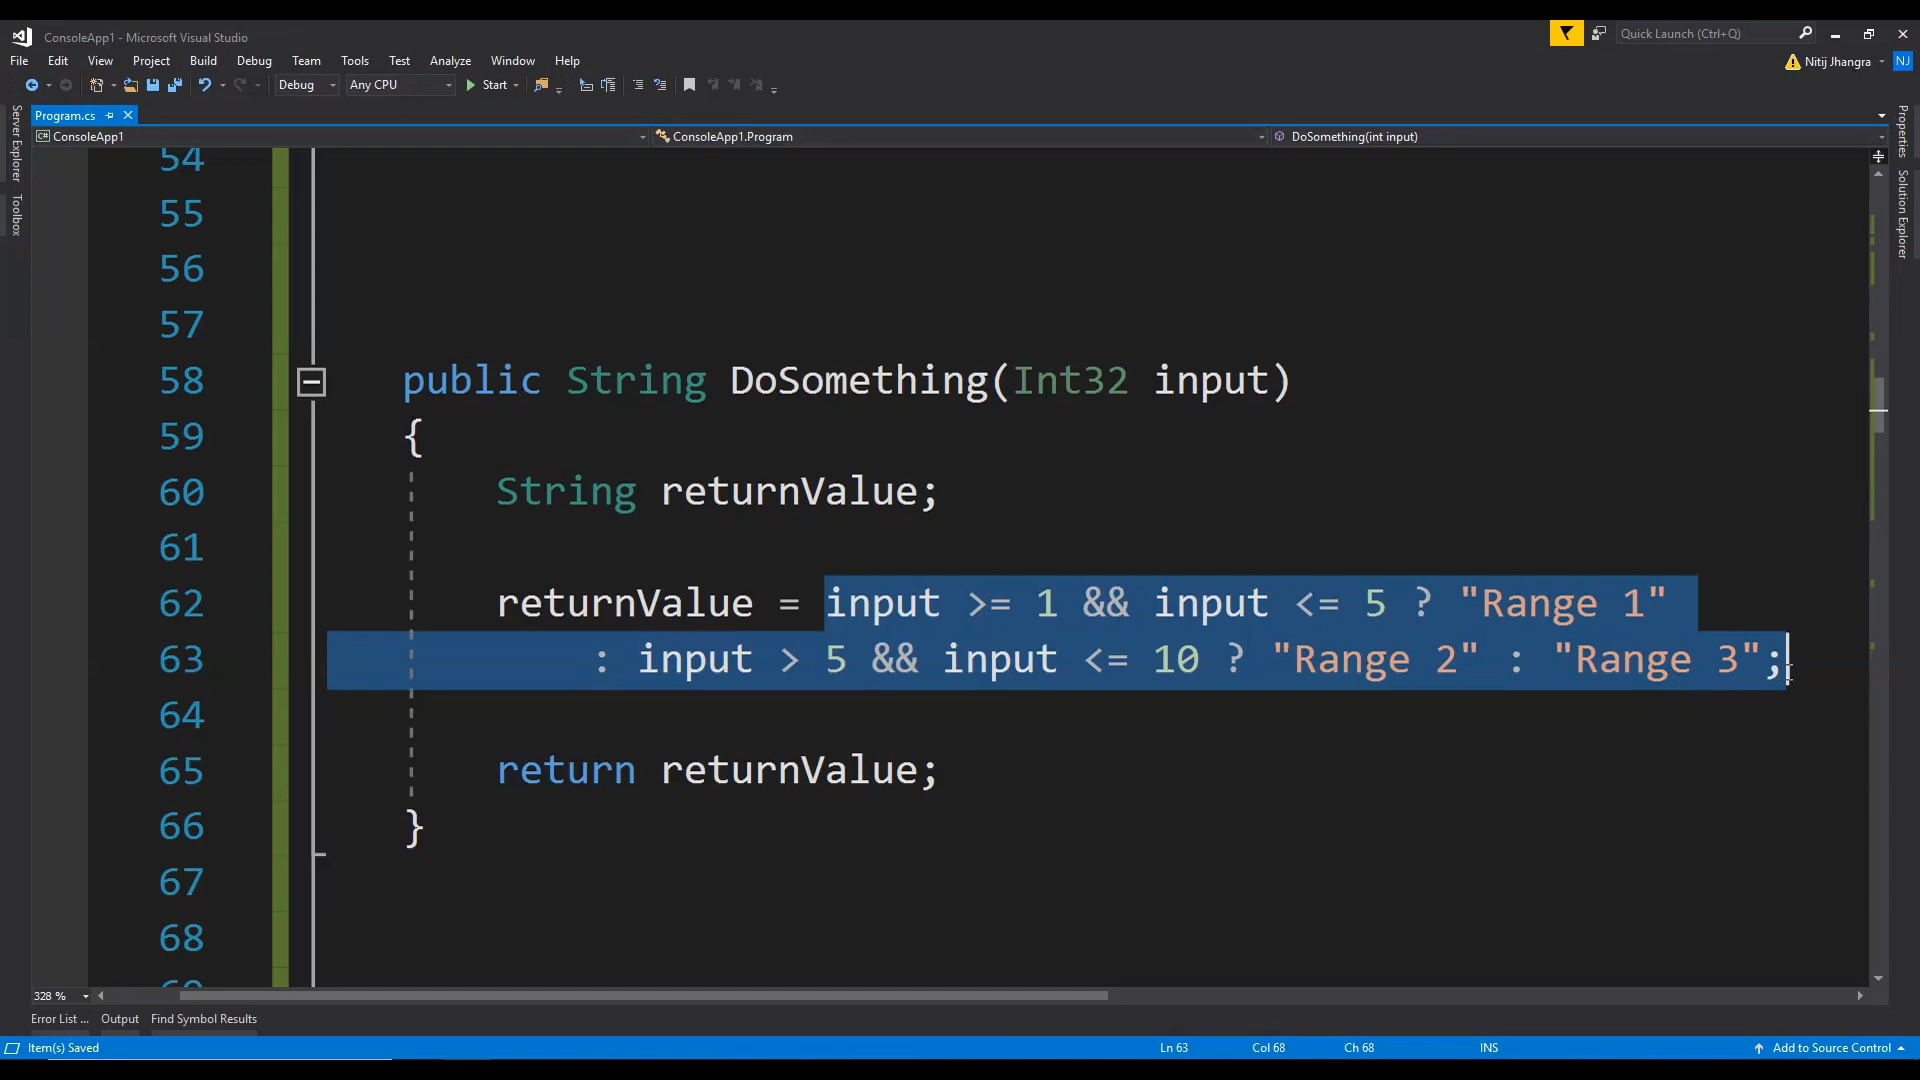 ConsoleApp1 - Microsoft Visual Studio
Quick Launch (Ctrl+Q)
File Edit View Project Build Debug Team Tools Test Analyze Window Help
Nitij Jhangra NJ
Debug Any CPU Start
Program.cs
ConsoleApp1 ConsoleApp1.Program DoSomething(int input)
Server Explorer
Toolbox
Properties
Solution Explorer
54
55
56
57
58 public String DoSomething(Int32 input)
59 {
60 String returnValue;
61
62 returnValue = input >= 1 && input <= 5 ? "Range 1"
63 : input > 5 && input <= 10 ? "Range 2" : "Range 3";
64
65 return returnValue;
66 }
67
68
328 %
Error List ... Output Find Symbol Results
Item(s) Saved Ln 63 Col 68 Ch 68 INS Add to Source Control